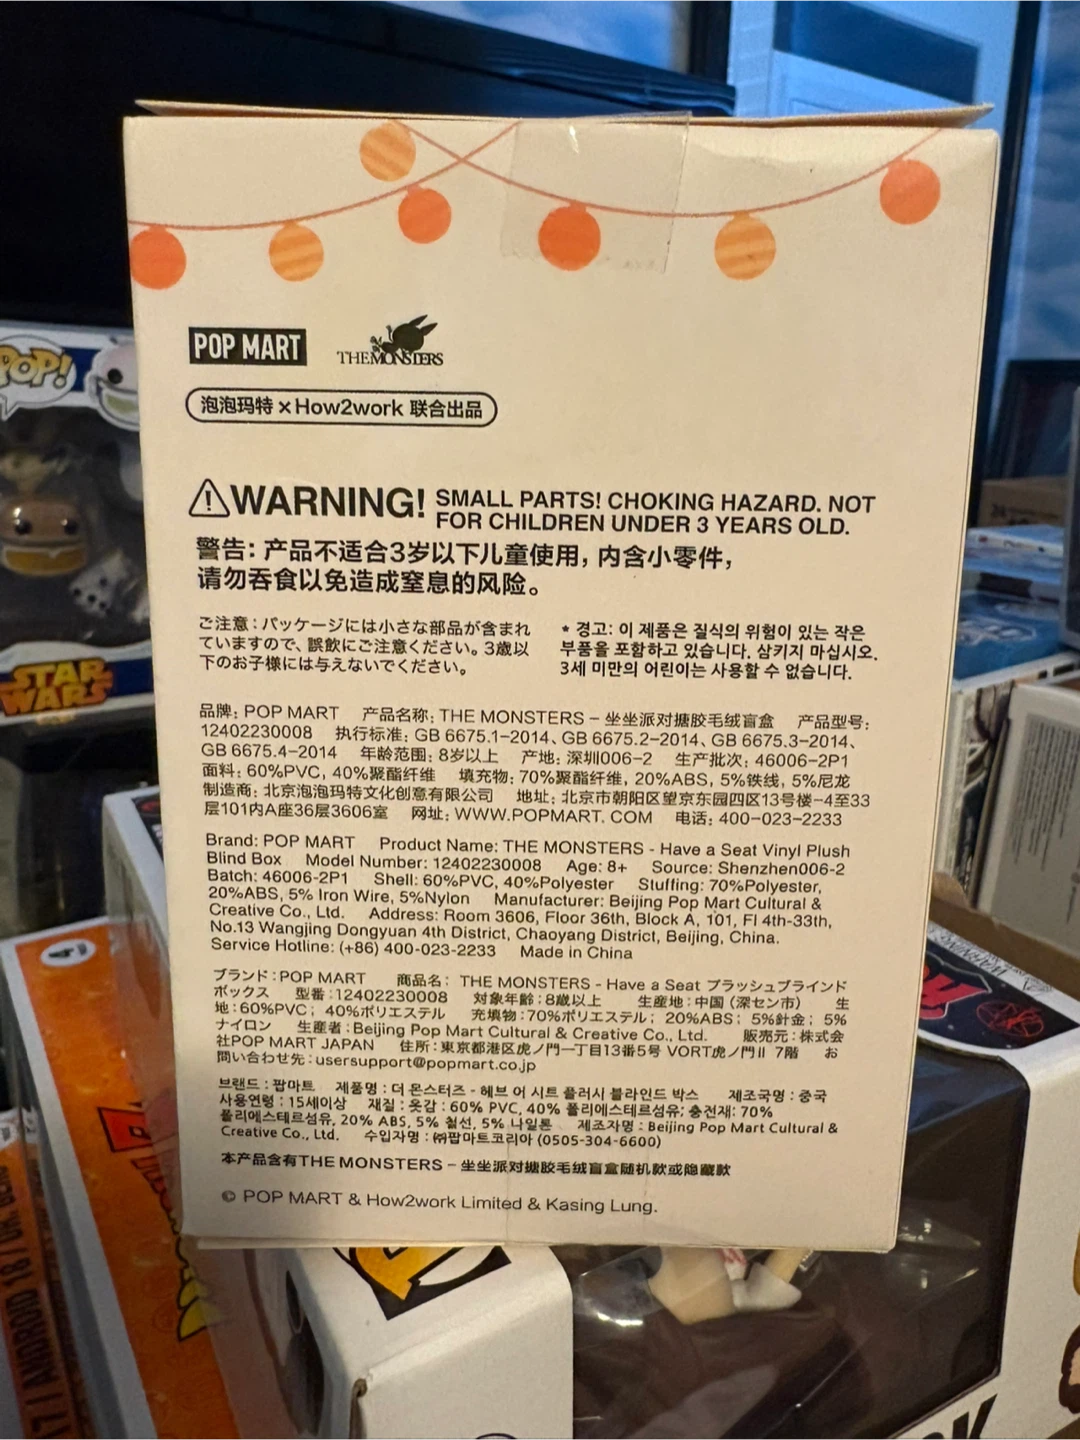 POP MART
THE MONSTERS
泡泡玛特×How2work 联合出品
WARNING! SMALL PARTS! CHOKING HAZARD. NOT
FOR CHILDREN UNDER 3 YEARS OLD.
警告：产品不适合3岁以下儿童使用，内含小零件，
请勿吞食以免造成窒息的风险。
ご注意：パッケージには小さな部品が含まれ
ていますので、誤飲にご注意ください。3歳以
下のお子様には与えないでください。
* 경고: 이 제품은 질식의 위험이 있는 작은
부품을 포함하고 있습니다. 삼키지 마십시오.
3세 미만의 어린이는 사용할 수 없습니다.
品牌：POP MART 产品名称：THE MONSTERS – 坐坐派对搪胶毛绒盲盒 产品型号：
12402230008 执行标准：GB 6675.1–2014、GB 6675.2–2014、GB 6675.3–2014、
GB 6675.4–2014 年龄范围：8岁以上 产地：深圳006–2 生产批次：46006–2P1
面料：60%PVC，40%聚酯纤维 填充物：70%聚酯纤维，20%ABS，5%铁线，5%尼龙
制造商：北京泡泡玛特文化创意有限公司 地址：北京市朝阳区望京东园四区13号楼–4至33
层101内A座36层3606室 网址：WWW.POPMART. COM 电话：400–023–2233
Brand: POP MART Product Name: THE MONSTERS - Have a Seat Vinyl Plush
Blind Box Model Number: 12402230008 Age: 8+ Source: Shenzhen006-2
Batch: 46006-2P1 Shell: 60%PVC, 40%Polyester Stuffing: 70%Polyester,
20%ABS, 5% Iron Wire, 5%Nylon Manufacturer: Beijing Pop Mart Cultural &
Creative Co., Ltd. Address: Room 3606, Floor 36th, Block A, 101, Fl 4th-33th,
No.13 Wangjing Dongyuan 4th District, Chaoyang District, Beijing, China.
Service Hotline: (+86) 400-023-2233 Made in China
ブランド：POP MART 商品名： THE MONSTERS - Have a Seat プラッシュブラインド
ボックス 型番：12402230008 対象年齢：8歳以上 生産地：中国（深セン市） 生
地：60%PVC； 40%ポリエステル 充填物：70%ポリエステル； 20%ABS； 5%針金； 5%
ナイロン 生産者：Beijing Pop Mart Cultural & Creative Co., Ltd. 販売元：株式会
社POP MART JAPAN 住所：東京都港区虎ノ門一丁目13番5号 VORT虎ノ門Ⅱ 7階 お
問い合わせ先：usersupport@popmart.co.jp
브랜드 : 팝마트 제품명 : 더 몬스터즈 - 헤브 어 시트 플러시 블라인드 박스 제조국명 : 중국
사용연령 : 15세이상 재질 : 옷감 : 60% PVC, 40% 폴리에스테르섬유; 충전재: 70%
폴리에스테르섬유, 20% ABS, 5% 철선, 5% 나일론 제조자명 : Beijing Pop Mart Cultural &
Creative Co., Ltd. 수입자명 : ㈜팝마트코리아 (0505-304-6600)
本产品含有THE MONSTERS – 坐坐派对搪胶毛绒盲盒随机款或隐藏款
© POP MART & How2work Limited & Kasing Lung.
POP!
STAR
WARS
17 / ANDROID 18 / DR. GERO